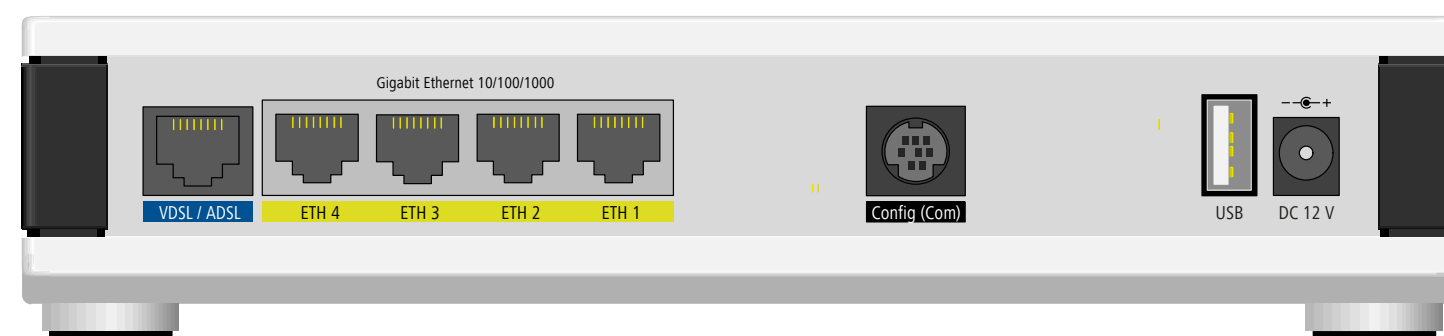 Gigabit Ethernet 10/100/1000
VDSL / ADSL
ETH 4
ETH 3
ETH 2
ETH 1
Config (Com)
USB
DC 12 V